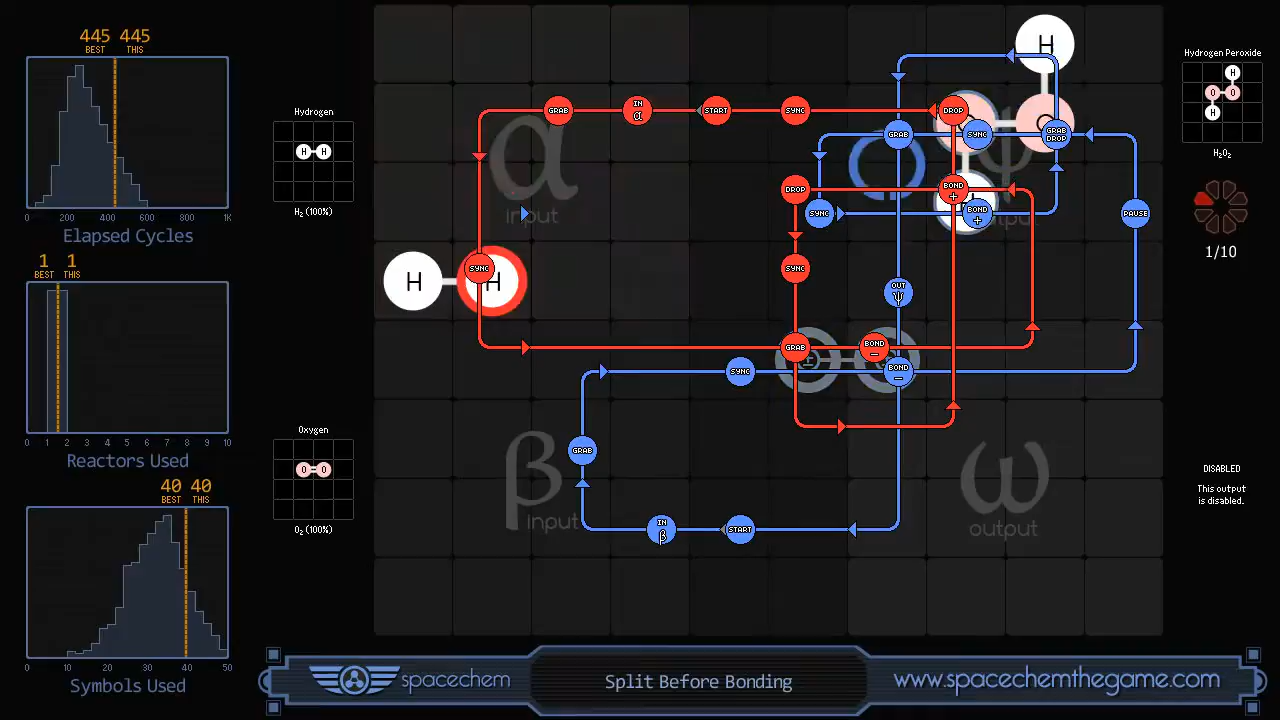 445 445
BEST THIS
0 200 400 600 800 1K
Elapsed Cycles
1 1
BEST THIS
0 1 2 3 4 5 6 7 8 9 10
Reactors Used
40 40
BEST THIS
0 10 20 30 40 50
Symbols Used
Hydrogen
H H
H₂ (100%)
Oxygen
O=O
O₂ (100%)
H
GRAB
IN
α
START
SYNC
DROP
GRAB
SYNC
GRAB
DROP
α
input
Ψ
DROP
BOND
+
SYNC
BOND
+
PAUSE
H
SYNC
H
SYNC
OUT
Ψ
GRAB
BOND
−
SYNC
BOND
−
GRAB
β
input
ω
output
IN
β
START
Hydrogen Peroxide
H
O O
H
H₂O₂
1/10
DISABLED
This output
is disabled.
spacechem
Split Before Bonding
www.spacechemthegame.com